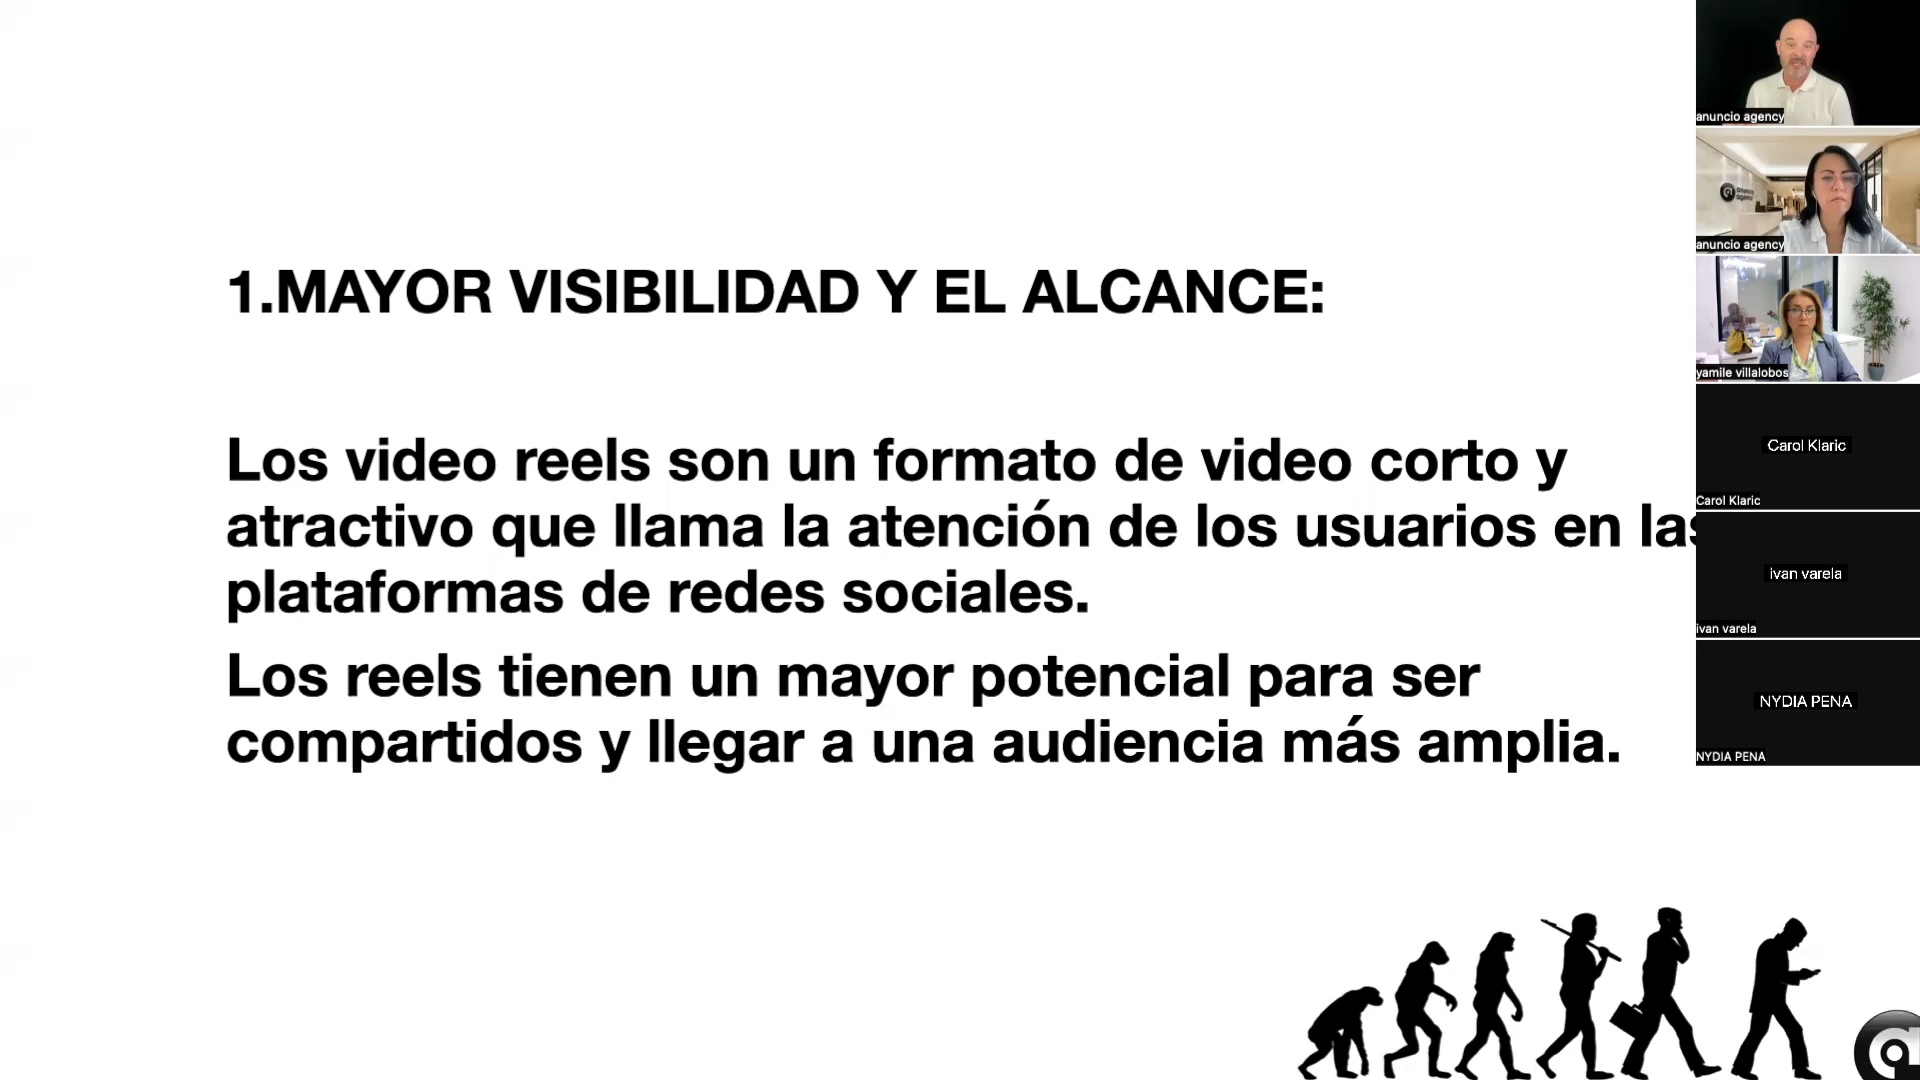 1.MAYOR VISIBILIDAD Y EL ALCANCE:
Los video reels son un formato de video corto y
atractivo que llama la atención de los usuarios en las
plataformas de redes sociales.
Los reels tienen un mayor potencial para ser
compartidos y llegar a una audiencia más amplia.
anuncio agency
anuncio
agency
anuncio agency
yamile villalobos
Carol Klaric
Carol Klaric
ivan varela
ivan varela
NYDIA PENA
NYDIA PENA